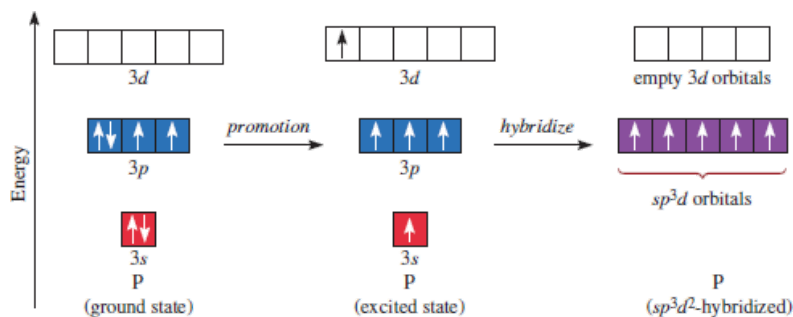 3d
3d
empty 3d orbitals
promotion
hybridize
3p
3p
sp³d orbitals
Energy
3s
3s
P
P
P
(ground state)
(excited state)
(sp³d²-hybridized)